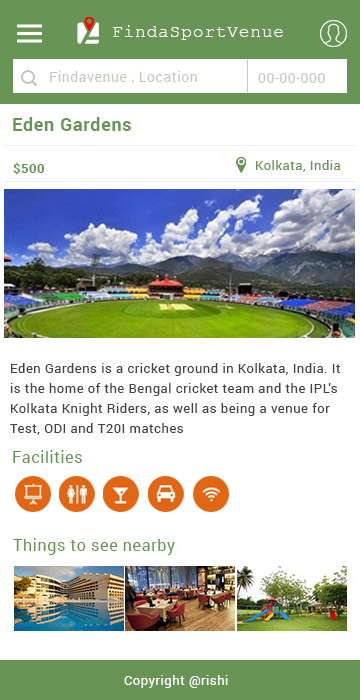 FindaSportVenue
Findavenue , Location
00-00-000
Eden Gardens
$500
Kolkata, India
Eden Gardens is a cricket ground in Kolkata, India. It
is the home of the Bengal cricket team and the IPL's
Kolkata Knight Riders, as well as being a venue for
Test, ODI and T20I matches
Facilities
Things to see nearby
Copyright @rishi